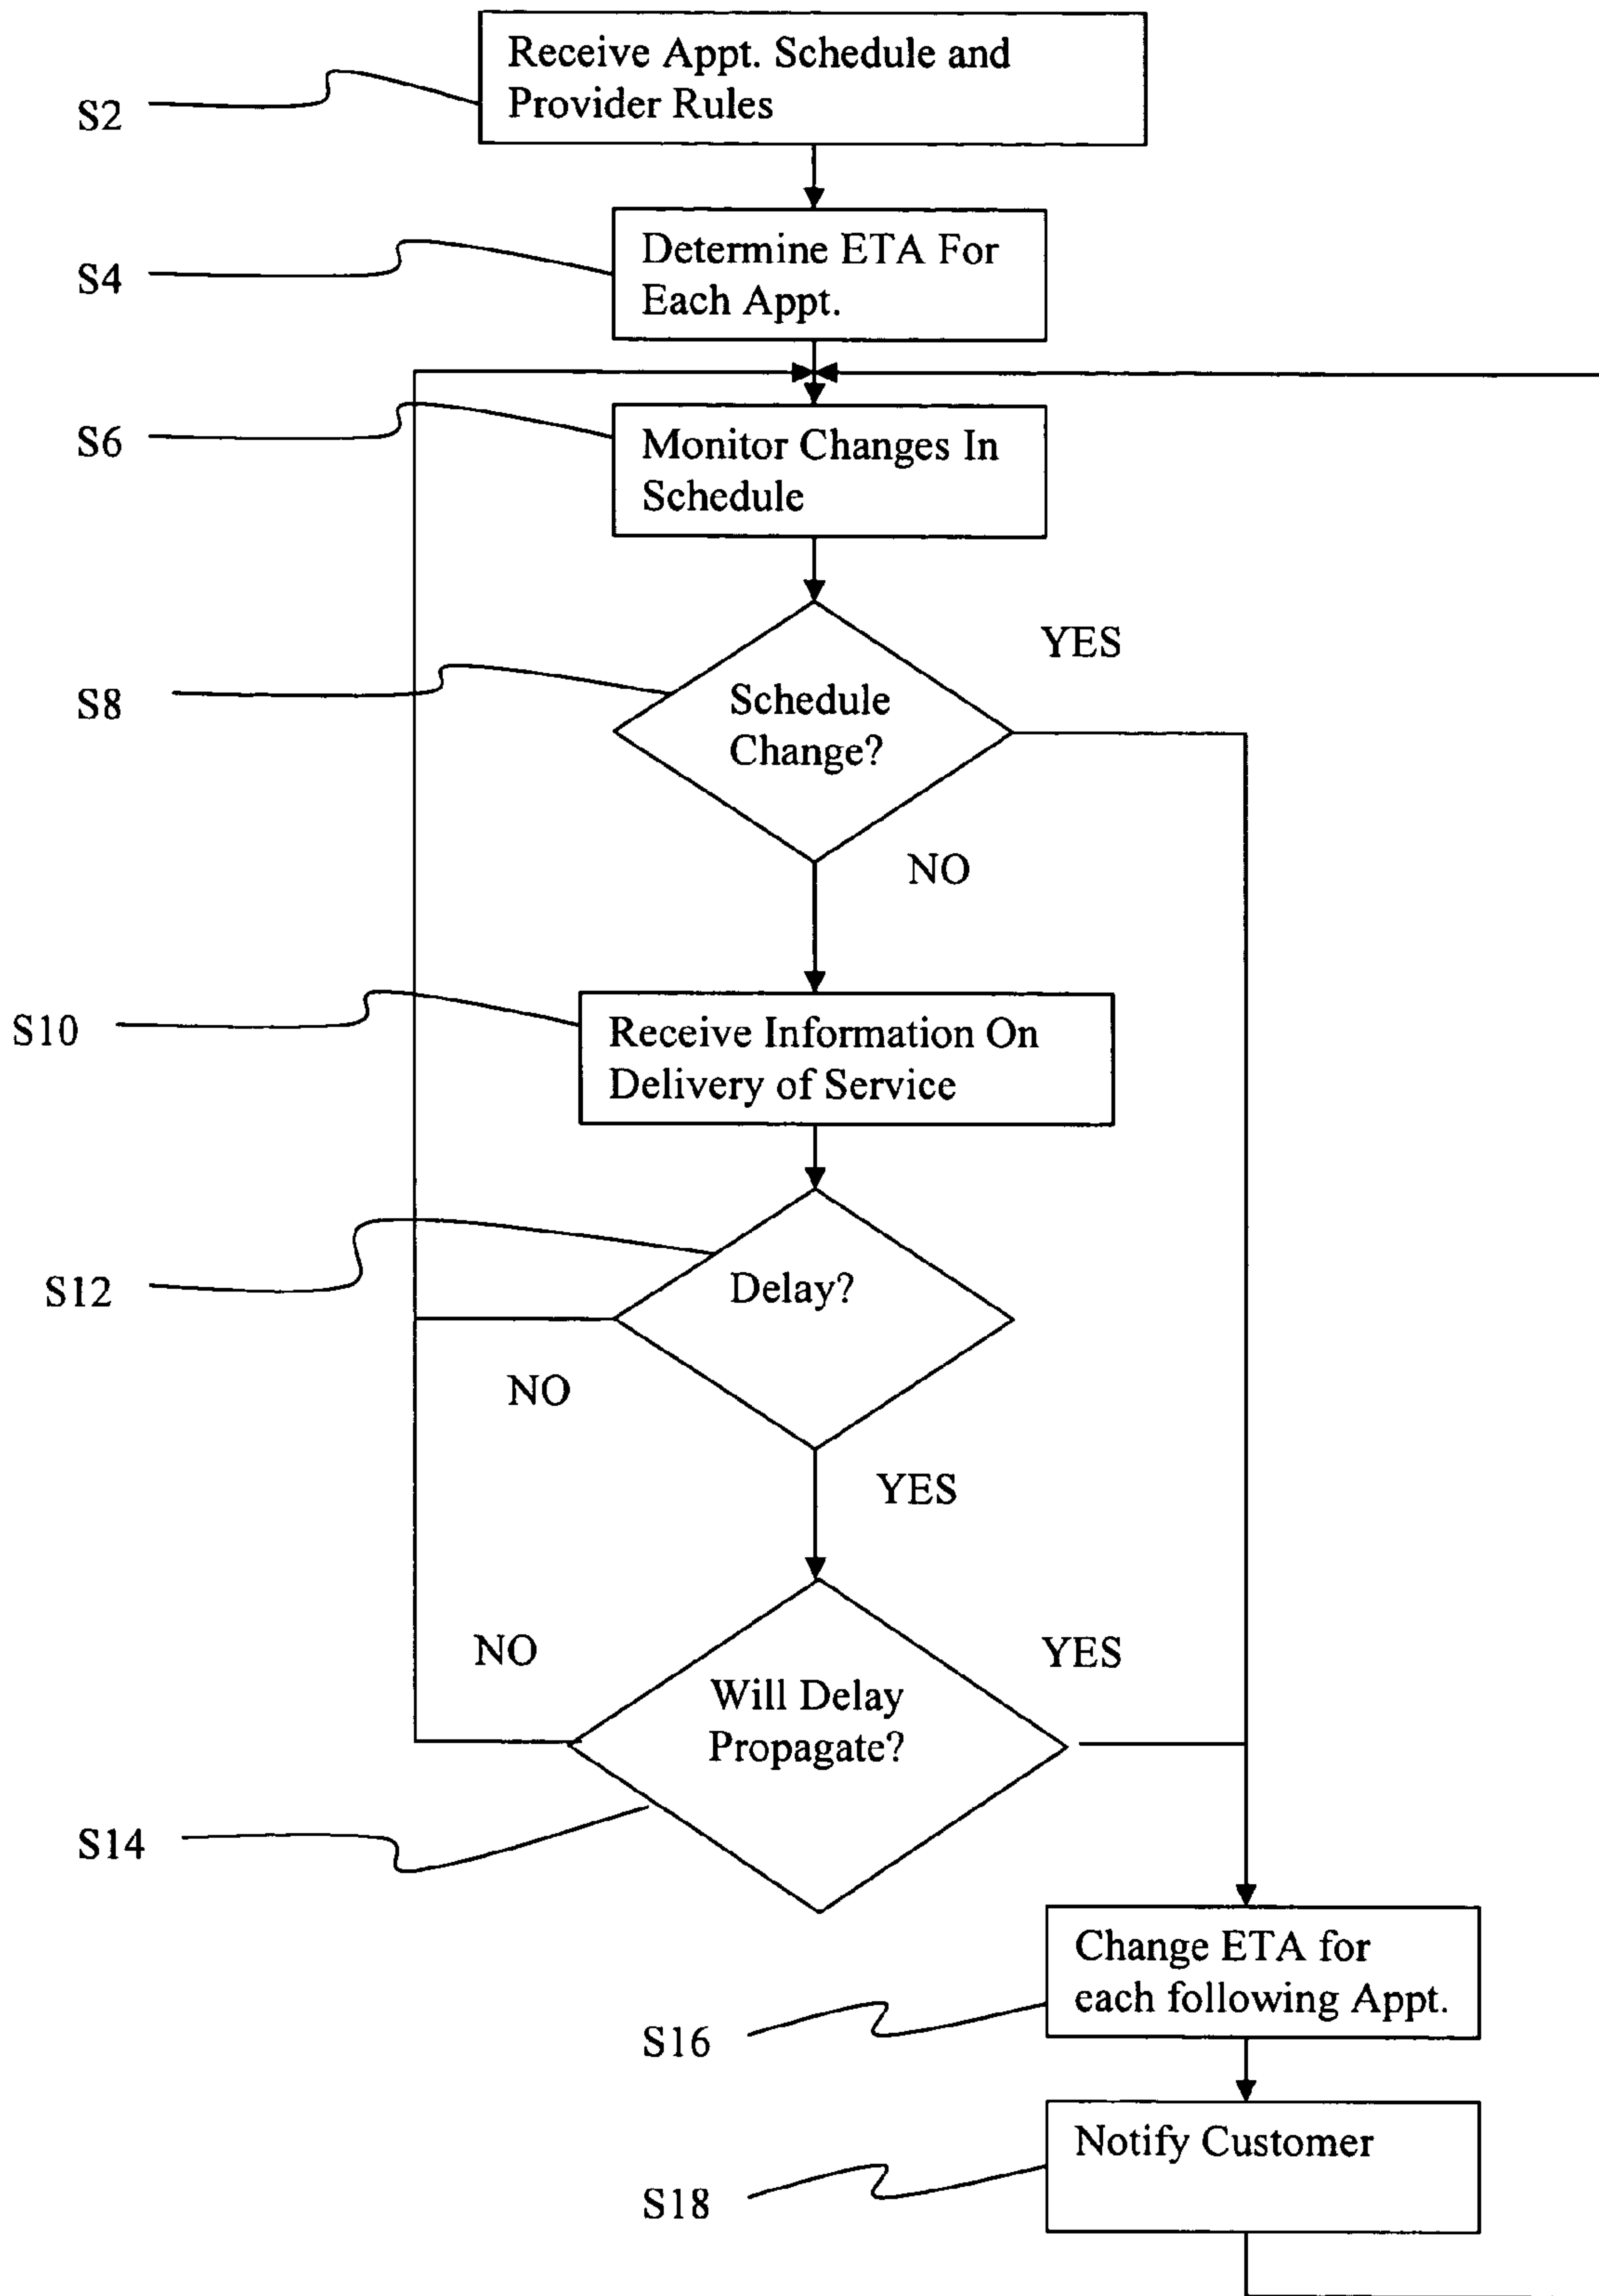 Receive Appt. Schedule and
Provider Rules
S2
Determine ETA For
Each Appt.
S4
Monitor Changes In
Schedule
S6
YES
Schedule
Change?
S8
NO
Receive Information On
Delivery of Service
S10
Delay?
S12
NO
YES
NO
YES
Will Delay
Propagate?
S14
Change ETA for
each following Appt.
S16
Notify Customer
S18